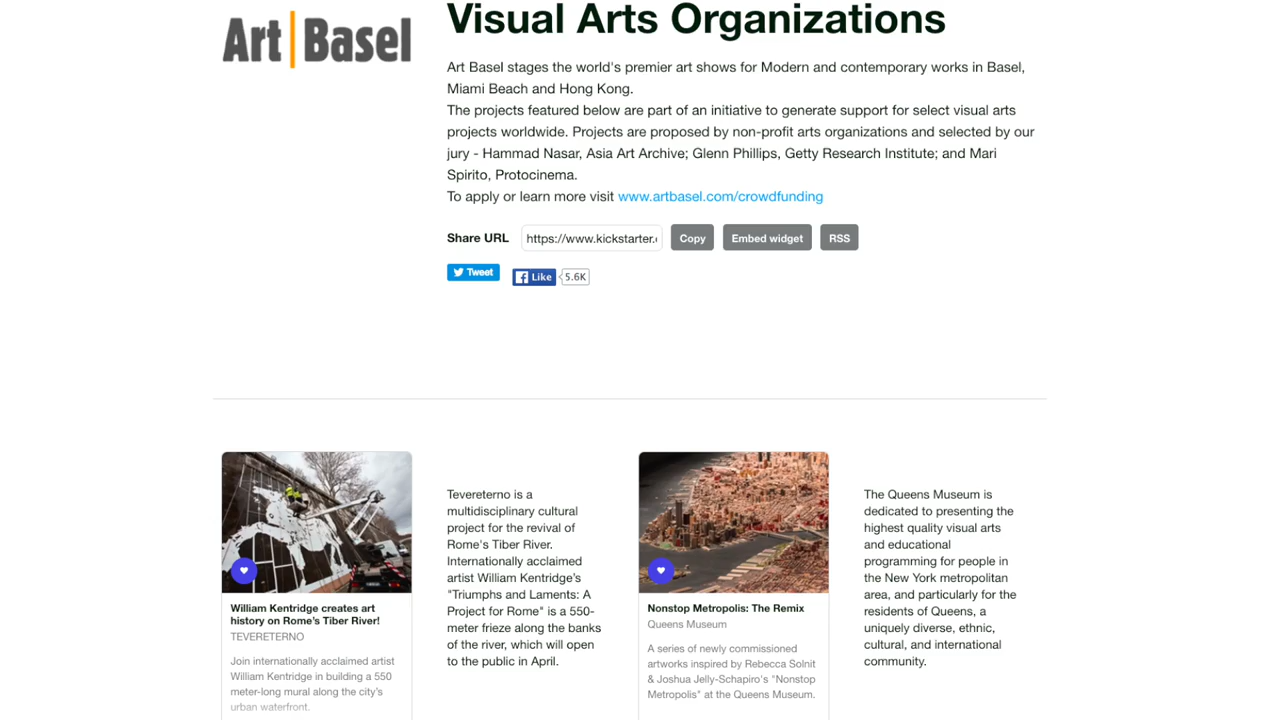 Art Basel
Visual Arts Organizations
Art Basel stages the world's premier art shows for Modern and contemporary works in Basel,
Miami Beach and Hong Kong.
The projects featured below are part of an initiative to generate support for select visual arts
projects worldwide. Projects are proposed by non-profit arts organizations and selected by our
jury - Hammad Nasar, Asia Art Archive; Glenn Phillips, Getty Research Institute; and Mari
Spirito, Protocinema.
To apply or learn more visit www.artbasel.com/crowdfunding
Share URL https://www.kickstarter. Copy Embed widget RSS
Tweet Like 5.6K
William Kentridge creates art
history on Rome's Tiber River!
TEVERETERNO
Join internationally acclaimed artist
William Kentridge in building a 550
meter-long mural along the city's
urban waterfront.
Tevereterno is a
multidisciplinary cultural
project for the revival of
Rome's Tiber River.
Internationally acclaimed
artist William Kentridge's
"Triumphs and Laments: A
Project for Rome" is a 550-
meter frieze along the banks
of the river, which will open
to the public in April.
Nonstop Metropolis: The Remix
Queens Museum
A series of newly commissioned
artworks inspired by Rebecca Solnit
& Joshua Jelly-Schapiro's "Nonstop
Metropolis" at the Queens Museum.
The Queens Museum is
dedicated to presenting the
highest quality visual arts
and educational
programming for people in
the New York metropolitan
area, and particularly for the
residents of Queens, a
uniquely diverse, ethnic,
cultural, and international
community.